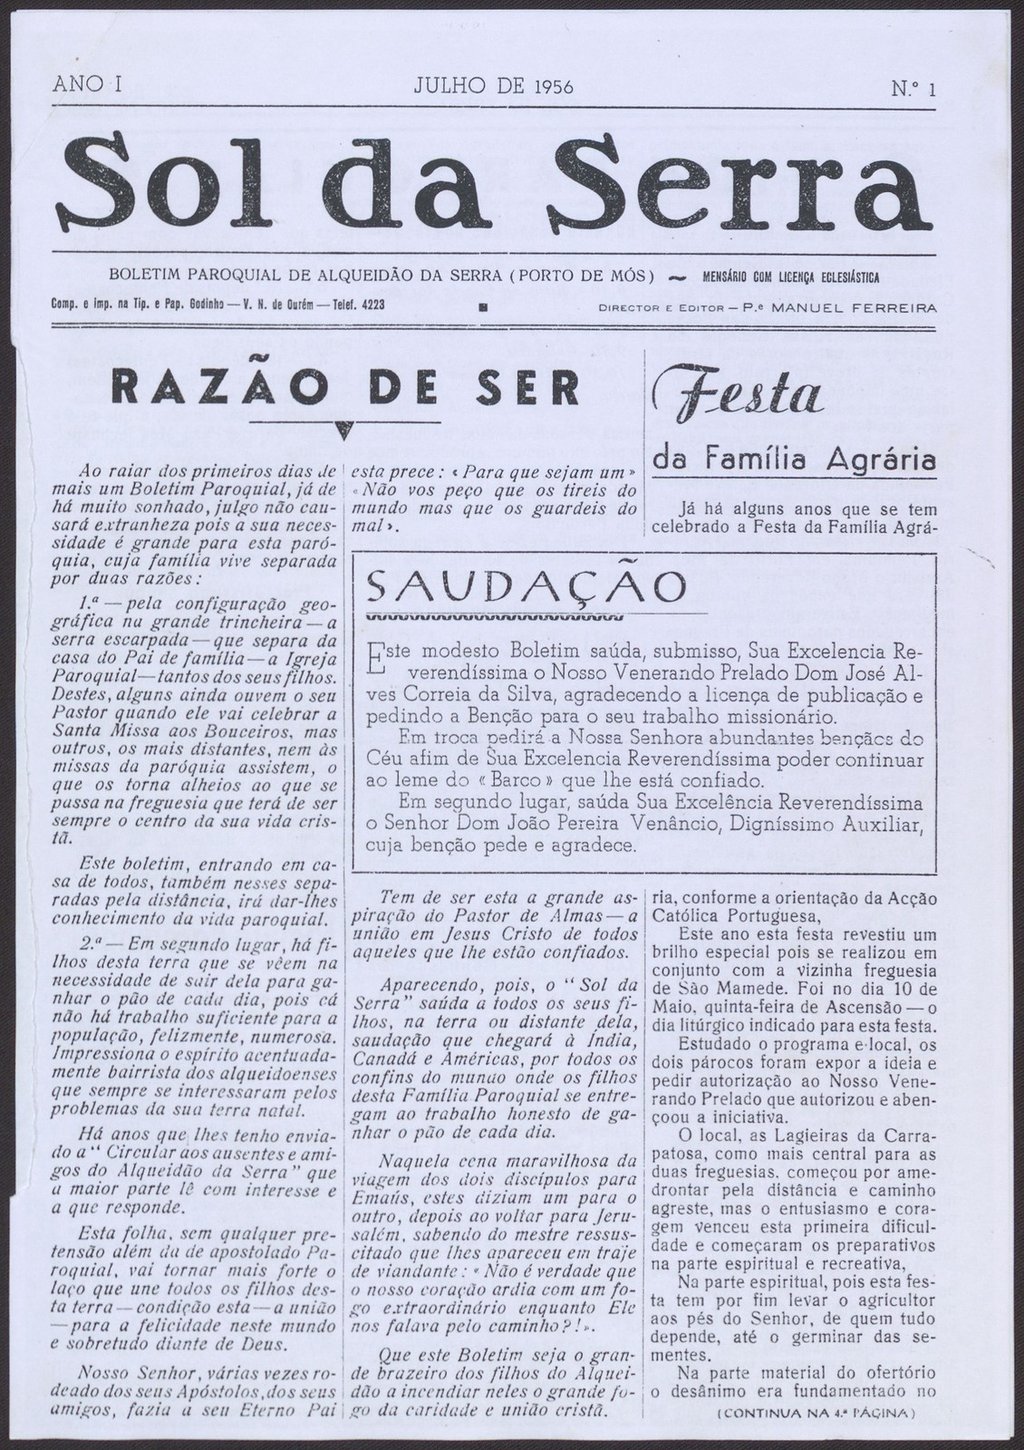 ANO I
JULHO DE 1956
N.º 1
Sol da Serra
BOLETIM PAROQUIAL DE ALQUEIDÃO DA SERRA (PORTO DE MÓS) ~ MENSÁRIO COM LICENÇA ECLESIÁSTICA
Comp. e imp. na Tip. e Pap. Godinho — V. N. de Ourém — Telef. 4223
DIRECTOR E EDITOR — P.e MANUEL FERREIRA
RAZÃO DE SER
Ao raiar dos primeiros dias de
mais um Boletim Paroquial, já de
há muito sonhado, julgo não cau-
sará extranheza pois a sua neces-
sidade é grande para esta paró-
quia, cuja família vive separada
por duas razões:
1.ª — pela configuração geo-
gráfica na grande trincheira — a
serra escarpada — que separa da
casa do Pai de família — a Igreja
Paroquial — tantos dos seus filhos.
Destes, alguns ainda ouvem o seu
Pastor quando ele vai celebrar a
Santa Missa aos Bouceiros, mas
outros, os mais distantes, nem às
missas da paróquia assistem, o
que os torna alheios ao que se
passa na freguesia que terá de ser
sempre o centro da sua vida cris-
tã.
Este boletim, entrando em ca-
sa de todos, também nesses sepa-
radas pela distância, irá dar-lhes
conhecimento da vida paroquial.
2.ª — Em segundo lugar, há fi-
lhos desta terra que se vêem na
necessidade de sair dela para ga-
nhar o pão de cada dia, pois cá
não há trabalho suficiente para a
população, felizmente, numerosa.
Impressiona o espírito acentuada-
mente bairrista dos alqueidoenses
que sempre se interessaram pelos
problemas da sua terra natal.
Há anos que lhes tenho envia-
do a " Circular aos ausentes e ami-
gos do Alqueidão da Serra" que
a maior parte lê com interesse e
a que responde.
Esta folha, sem qualquer pre-
tensão além da de apostolado Pa-
roquial, vai tornar mais forte o
laço que une todos os filhos des-
ta terra — condição esta — a união
— para a felicidade neste mundo
e sobretudo diante de Deus.
Nosso Senhor, várias vezes ro-
deado dos seus Apóstolos, dos seus
amigos, fazia a seu Eterno Pai
esta prece: « Para que sejam um »
« Não vos peço que os tireis do
mundo mas que os guardeis do
mal ».
SAUDAÇÃO
Este modesto Boletim saúda, submisso, Sua Excelencia Re-
verendíssima o Nosso Venerando Prelado Dom José Al-
ves Correia da Silva, agradecendo a licença de publicação e
pedindo a Benção para o seu trabalho missionário.
Em troca pedirá a Nossa Senhora abundantes bençãos do
Céu afim de Sua Excelencia Reverendíssima poder continuar
ao leme do « Barco » que lhe está confiado.
Em segundo lugar, saúda Sua Excelência Reverendíssima
o Senhor Dom João Pereira Venâncio, Digníssimo Auxiliar,
cuja benção pede e agradece.
Tem de ser esta a grande as-
piração do Pastor de Almas — a
união em Jesus Cristo de todos
aqueles que lhe estão confiados.
Aparecendo, pois, o " Sol da
Serra" saúda a todos os seus fi-
lhos, na terra ou distante dela,
saudação que chegará à India,
Canadá e Américas, por todos os
confins do mundo onde os filhos
desta Família Paroquial se entre-
gam ao trabalho honesto de ga-
nhar o pão de cada dia.
Naquela cena maravilhosa da
viagem dos dois discípulos para
Emaús, estes diziam um para o
outro, depois ao voltar para Jeru-
salém, sabendo do mestre ressus-
citado que lhes apareceu em traje
de viandante: « Não é verdade que
o nosso coração ardia com um fo-
go extraordinário enquanto Ele
nos falava pelo caminho?!».
Que este Boletim seja o gran-
de brazeiro dos filhos do Alquei-
dão a incendiar neles o grande fo-
go da caridade e união cristã.
Festa
da Família Agrária
Já há alguns anos que se tem
celebrado a Festa da Família Agrá-
ria, conforme a orientação da Acção
Católica Portuguesa,
Este ano esta festa revestiu um
brilho especial pois se realizou em
conjunto com a vizinha freguesia
de São Mamede. Foi no dia 10 de
Maio, quinta-feira de Ascensão — o
dia litúrgico indicado para esta festa.
Estudado o programa e local, os
dois párocos foram expor a ideia e
pedir autorização ao Nosso Vene-
rando Prelado que autorizou e aben-
çoou a iniciativa.
O local, as Lagieiras da Carra-
patosa, como mais central para as
duas freguesias, começou por ame-
drontar pela distância e caminho
agreste, mas o entusiasmo e cora-
gem venceu esta primeira dificul-
dade e começaram os preparativos
na parte espiritual e recreativa,
Na parte espiritual, pois esta fes-
ta tem por fim levar o agricultor
aos pés do Senhor, de quem tudo
depende, até o germinar das se-
mentes.
Na parte material do ofertório
o desânimo era fundamentado no
(CONTINUA NA 4.ª PÁGINA)